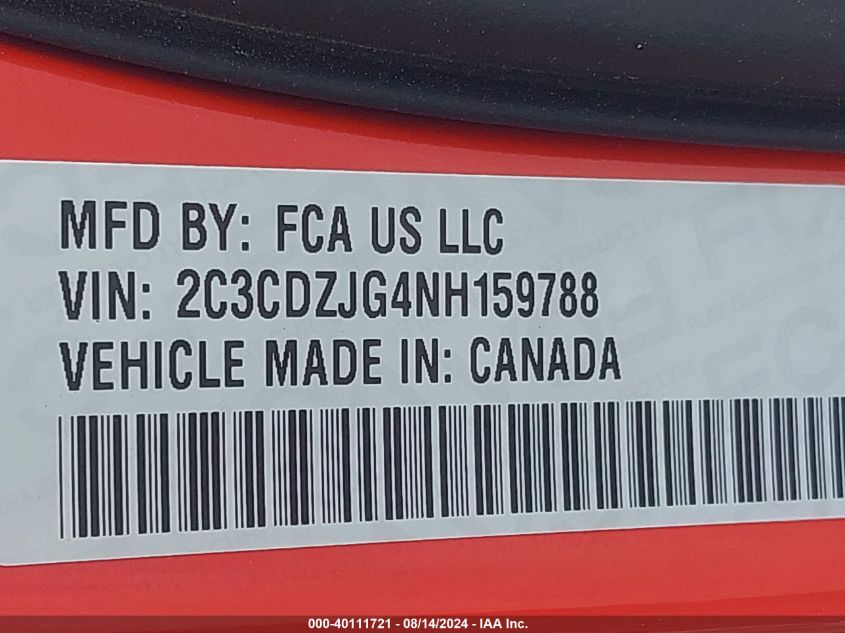 MFD BY: FCA US LLC
VIN: 2C3CDZJG4NH159788
VEHICLE MADE IN: CANADA
000-40111721 - 08/14/2024 - IAA Inc.